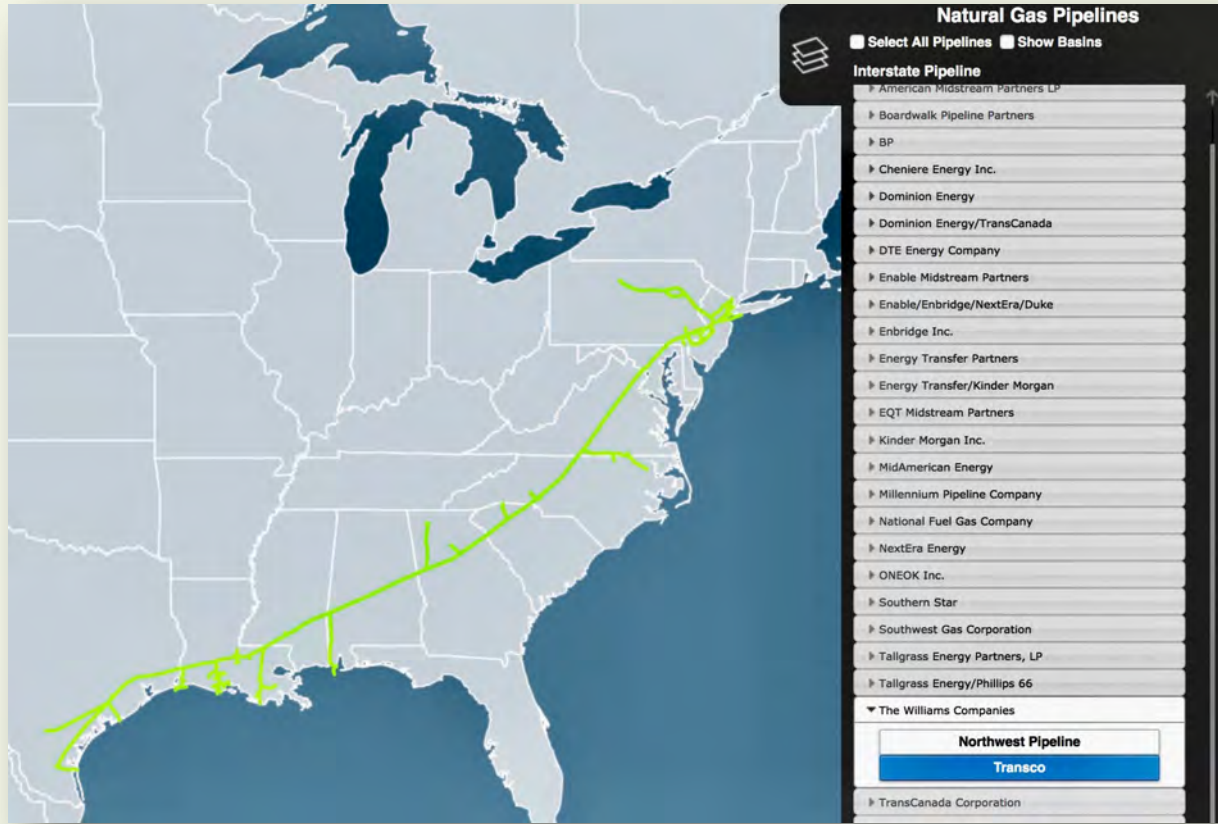 Natural Gas Pipelines
Select All Pipelines Show Basins
Interstate Pipeline
American Midstream Partners LP
Boardwalk Pipeline Partners
BP
Cheniere Energy Inc.
Dominion Energy
Dominion Energy/TransCanada
DTE Energy Company
Enable Midstream Partners
Enable/Enbridge/NextEra/Duke
Enbridge Inc.
Energy Transfer Partners
Energy Transfer/Kinder Morgan
EQT Midstream Partners
Kinder Morgan Inc.
MidAmerican Energy
Millennium Pipeline Company
National Fuel Gas Company
NextEra Energy
ONEOK Inc.
Southern Star
Southwest Gas Corporation
Tallgrass Energy Partners, LP
Tallgrass Energy/Phillips 66
The Williams Companies
Northwest Pipeline
Transco
TransCanada Corporation